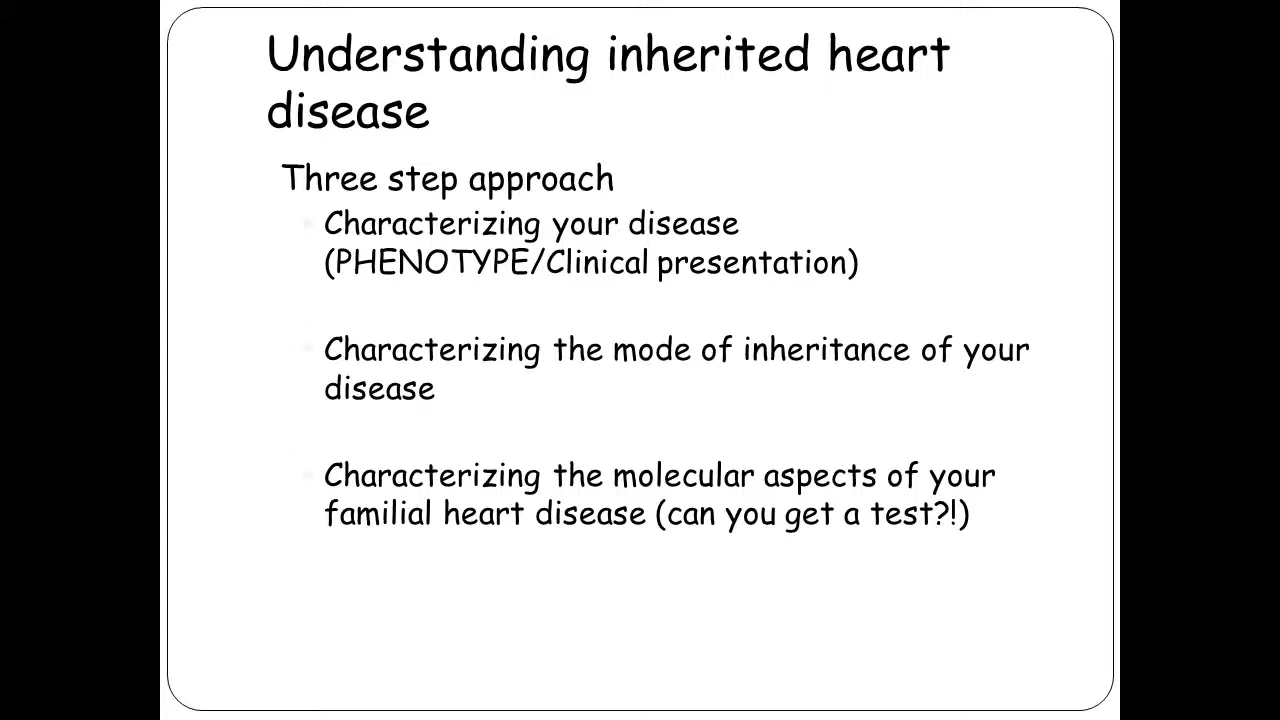 Understanding inherited heart
disease
Three step approach
Characterizing your disease
(PHENOTYPE/Clinical presentation)
Characterizing the mode of inheritance of your
disease
Characterizing the molecular aspects of your
familial heart disease (can you get a test?!)